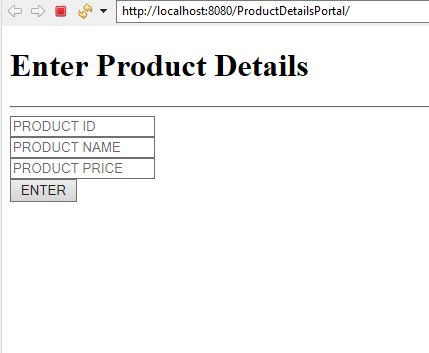 http://localhost:8080/ProductDetailsPortal/
Enter Product Details
PRODUCT ID
PRODUCT NAME
PRODUCT PRICE
ENTER